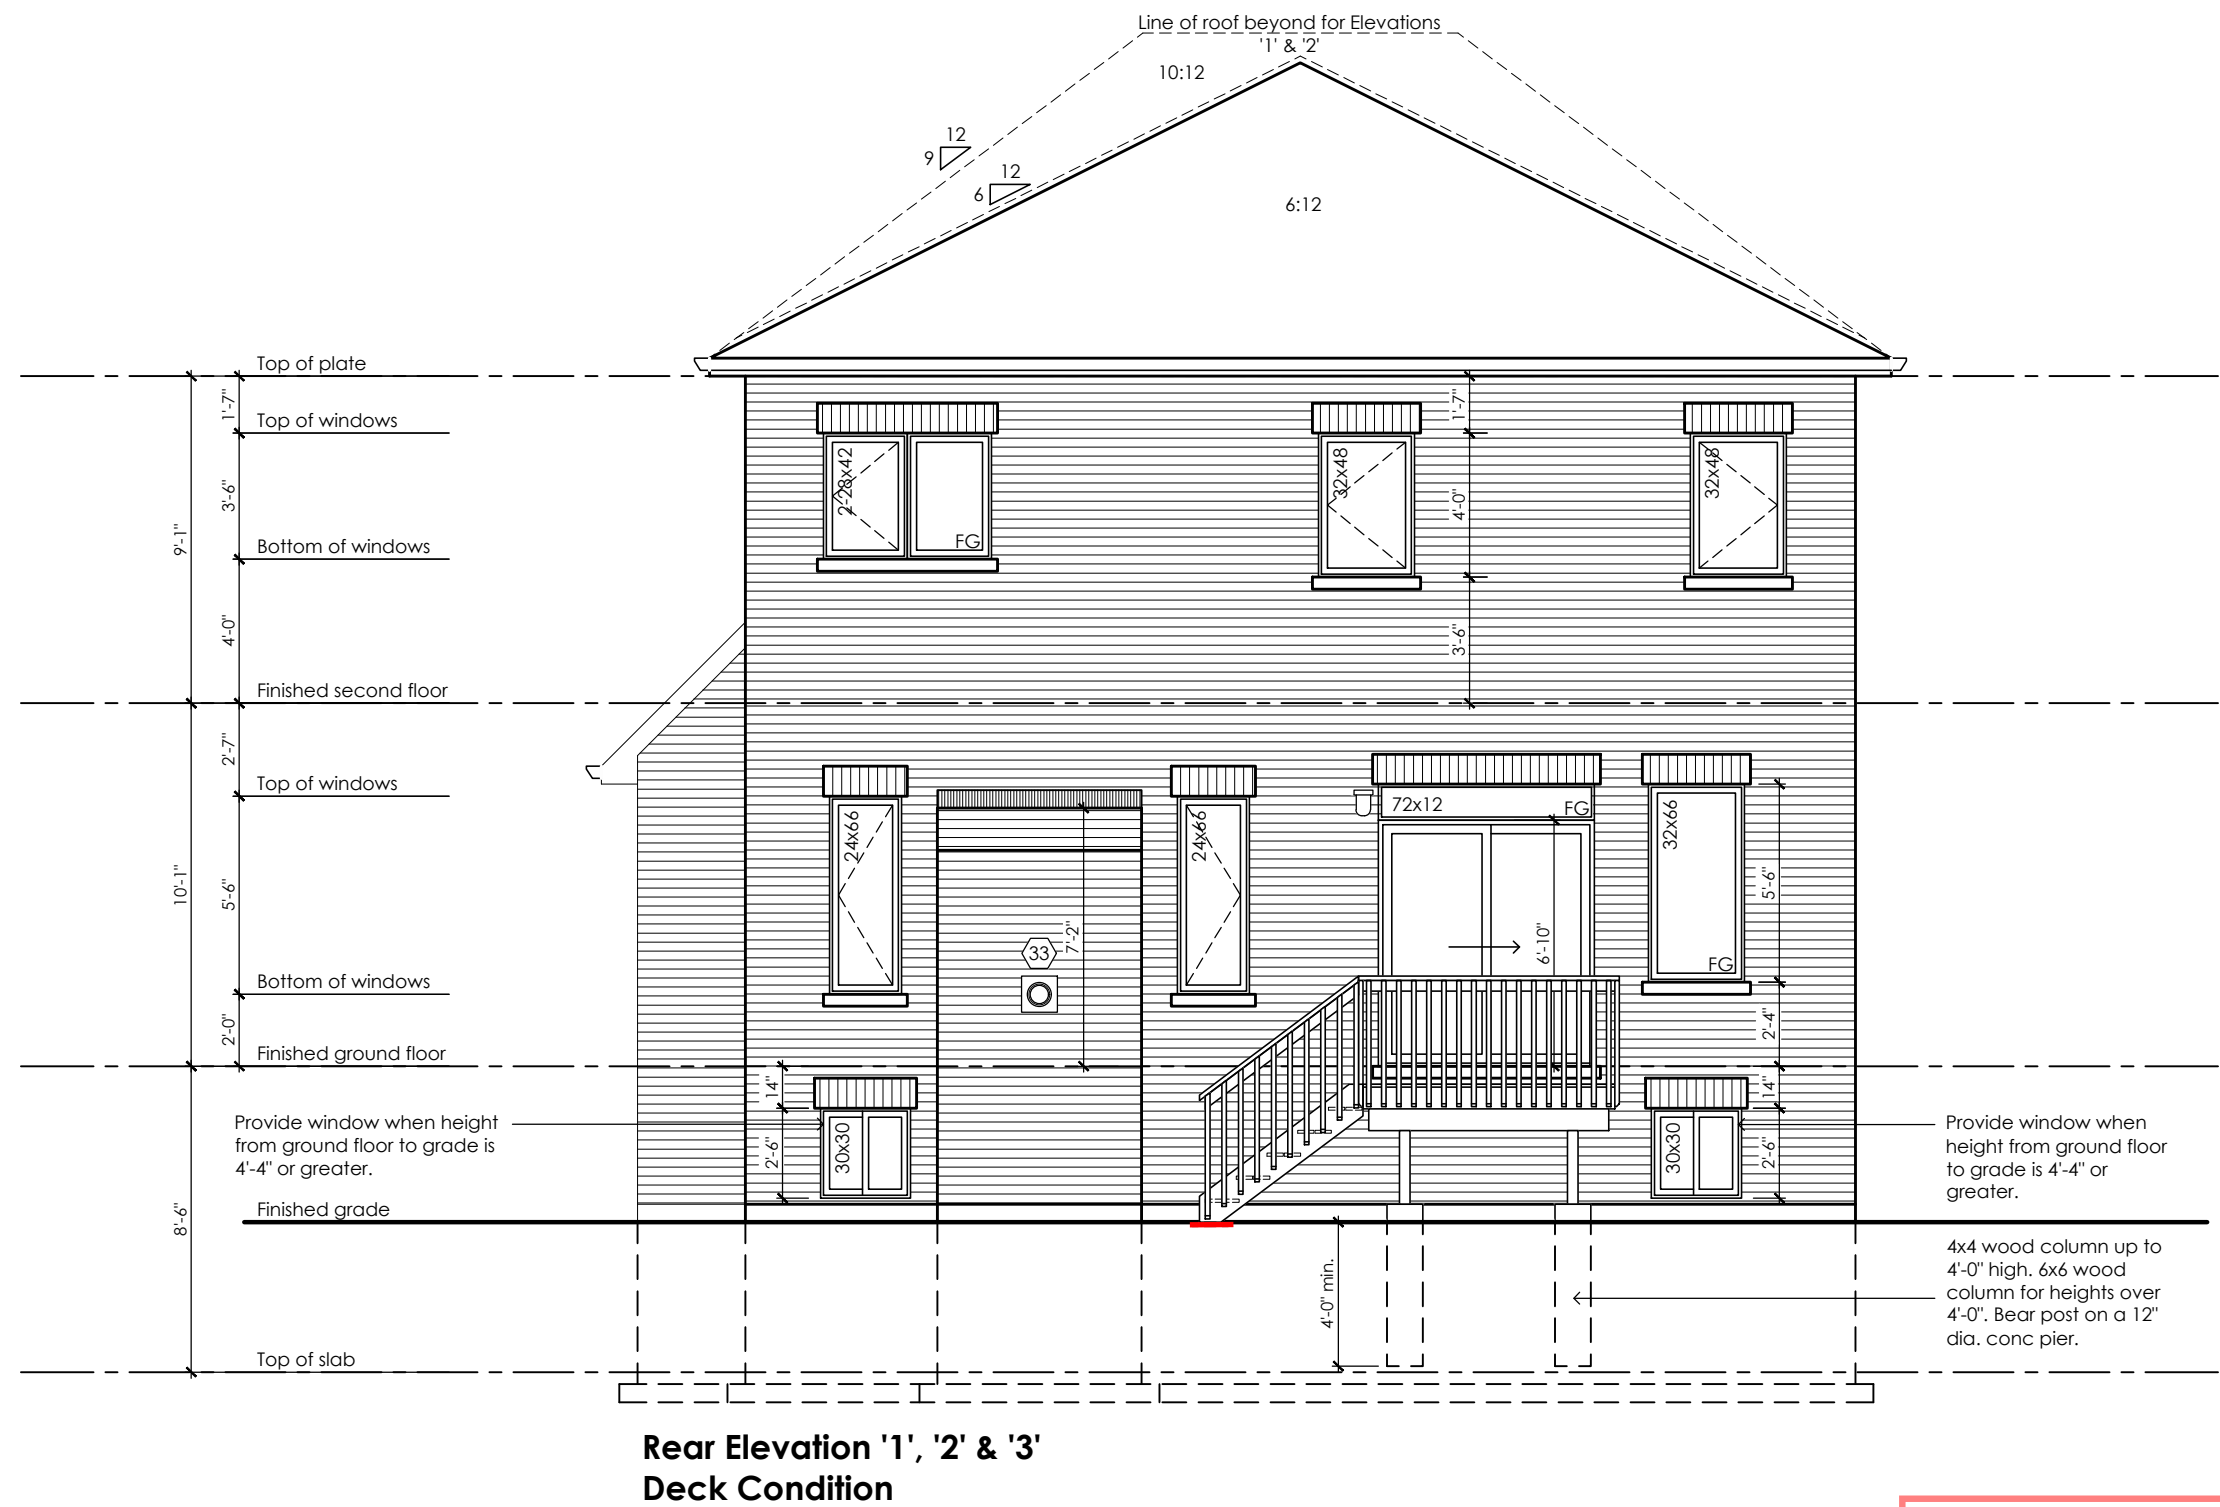 Line of roof beyond for Elevations
'1' & '2'
10:12
12
9
12
6
6:12
Top of plate
1'-7"
1'-7"
Top of windows
2-28x42
32x48
32x48
3'-6"
4'-0"
9'-1"
FG
Bottom of windows
4'-0"
3'-6"
Finished second floor
2'-7"
Top of windows
72x12
FG
24x66
24x66
32x66
10'-1"
5'-6"
5'-6"
7'-2"
6'-10"
33
FG
Bottom of windows
2'-0"
2'-4"
Finished ground floor
14"
14"
Provide window when height
from ground floor to grade is
4'-4" or greater.
2'-6"
30x30
30x30
2'-6"
Provide window when
height from ground floor
to grade is 4'-4" or
greater.
Finished grade
8'-6"
4'-0" min.
4x4 wood column up to
4'-0" high. 6x6 wood
column for heights over
4'-0". Bear post on a 12"
dia. conc pier.
Top of slab
Rear Elevation '1', '2' & '3'
Deck Condition